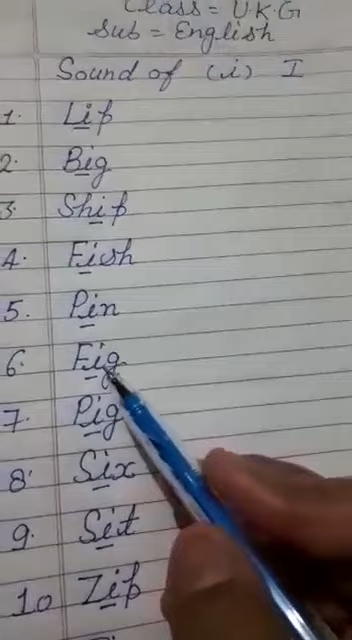 Class = U.K.G
Sub = English
Sound of (i) I
1. Lip
2. Big
3. Ship
4. Fish
5. Pin
6. Fig
7. Pig
8. Six
9. Sit
10 Zip